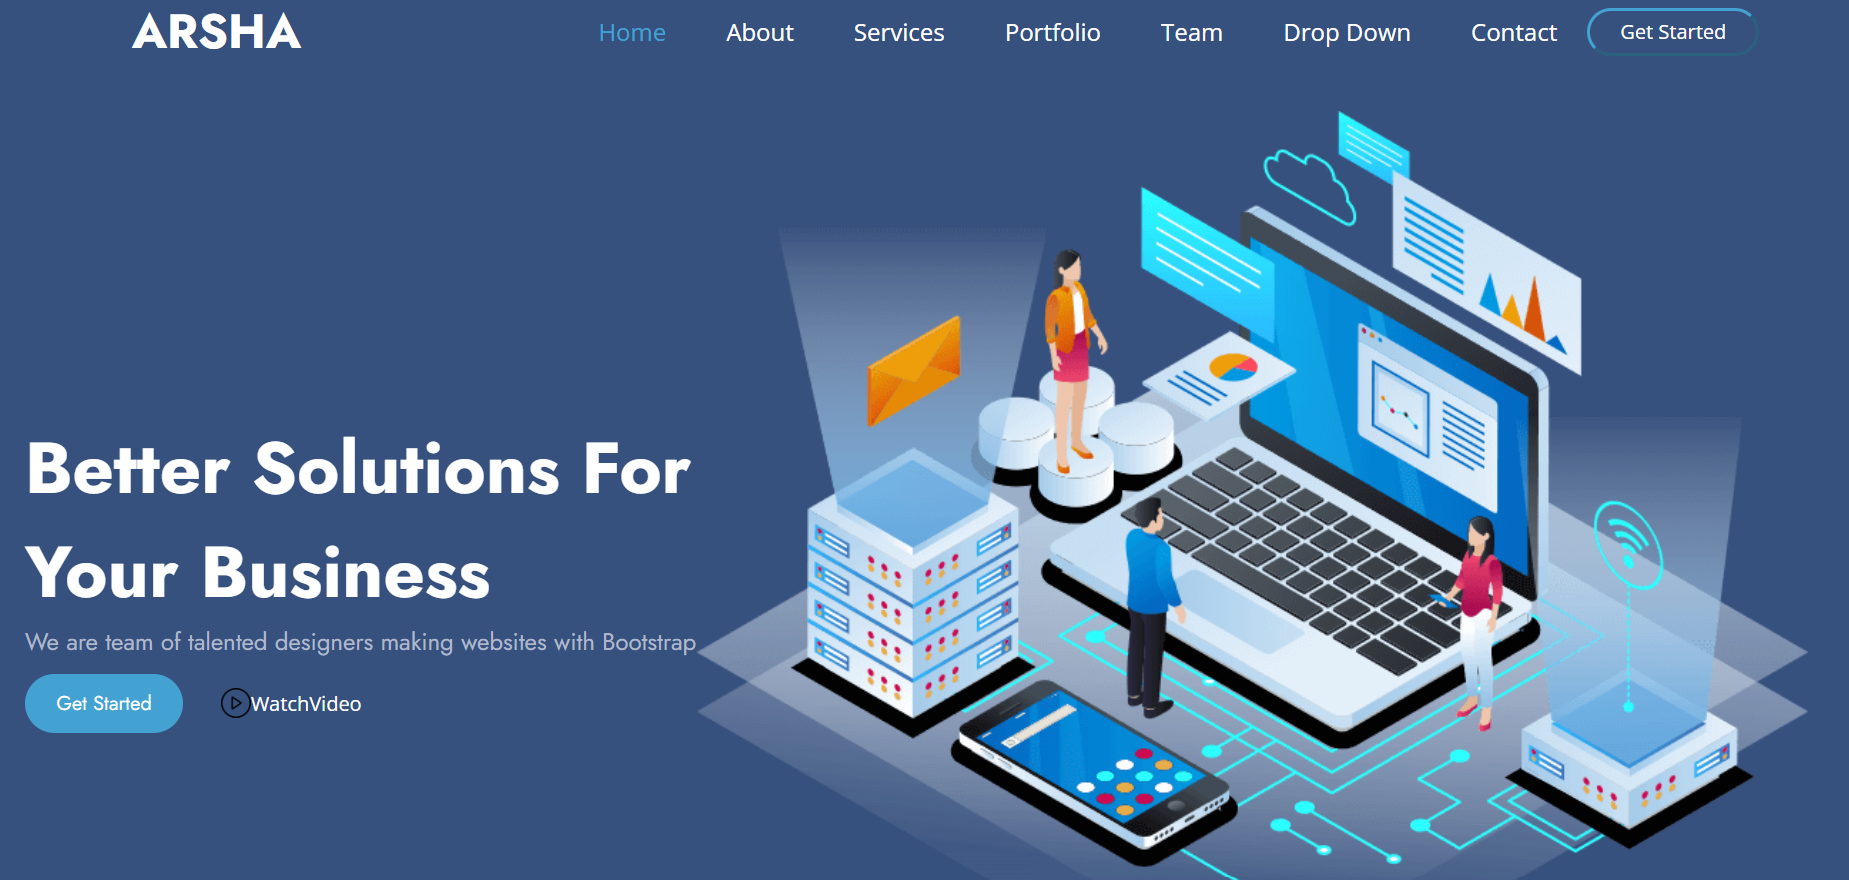 ARSHA
Home About Services Portfolio Team Drop Down Contact Get Started
Better Solutions For
Your Business
We are team of talented designers making websites with Bootstrap
Get Started WatchVideo